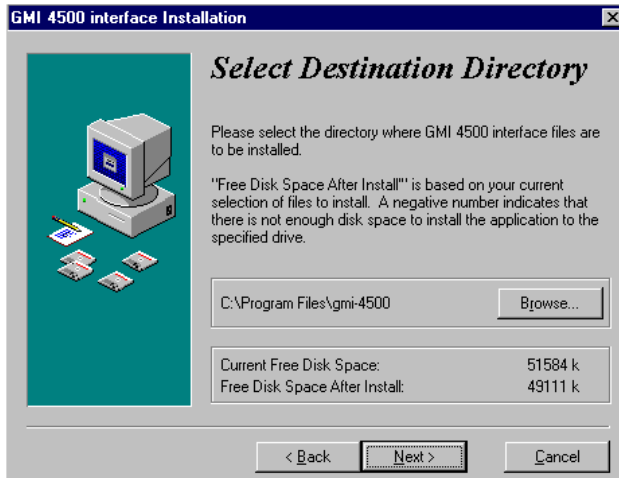 GMI 4500 interface Installation
Select Destination Directory
Please select the directory where GMI 4500 interface files are
to be installed.
"Free Disk Space After Install"' is based on your current
selection of files to install. A negative number indicates that
there is not enough disk space to install the application to the
specified drive.
C:\Program Files\gmi-4500
Browse...
Current Free Disk Space: 51584 k
Free Disk Space After Install: 49111 k
< Back
Next >
Cancel